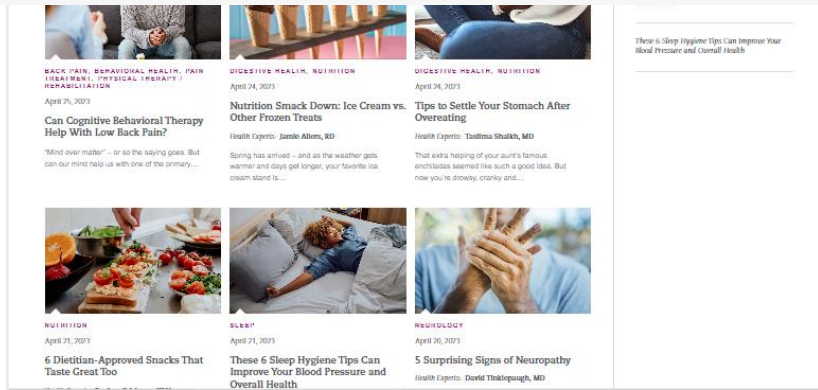 BACK PAIN, BEHAVIORAL HEALTH, PAIN
TREATMENT, PHYSICAL THERAPY /
REHABILITATION
April 25, 2023
Can Cognitive Behavioral Therapy
Help With Low Back Pain?
"Mind over matter" – or so the saying goes. But
can our mind help us with one of the primary...
DIGESTIVE HEALTH, NUTRITION
April 24, 2023
Nutrition Smack Down: Ice Cream vs.
Other Frozen Treats
Health Experts: Jamie Allers, RD
Spring has arrived – and as the weather gets
warmer and days get longer, your favorite ice
cream stand is...
DIGESTIVE HEALTH, NUTRITION
April 24, 2023
Tips to Settle Your Stomach After
Overeating
Health Experts: Taslima Shaikh, MD
That extra helping of your aunt's famous
enchiladas seemed like such a good idea. But
now you're drowsy, cranky and...
NUTRITION
April 21, 2023
6 Dietitian-Approved Snacks That
Taste Great Too
SLEEP
April 21, 2023
These 6 Sleep Hygiene Tips Can
Improve Your Blood Pressure and
Overall Health
NEUROLOGY
April 20, 2023
5 Surprising Signs of Neuropathy
Health Experts: David Tinklepaugh, MD
These 6 Sleep Hygiene Tips Can Improve Your
Blood Pressure and Overall Health